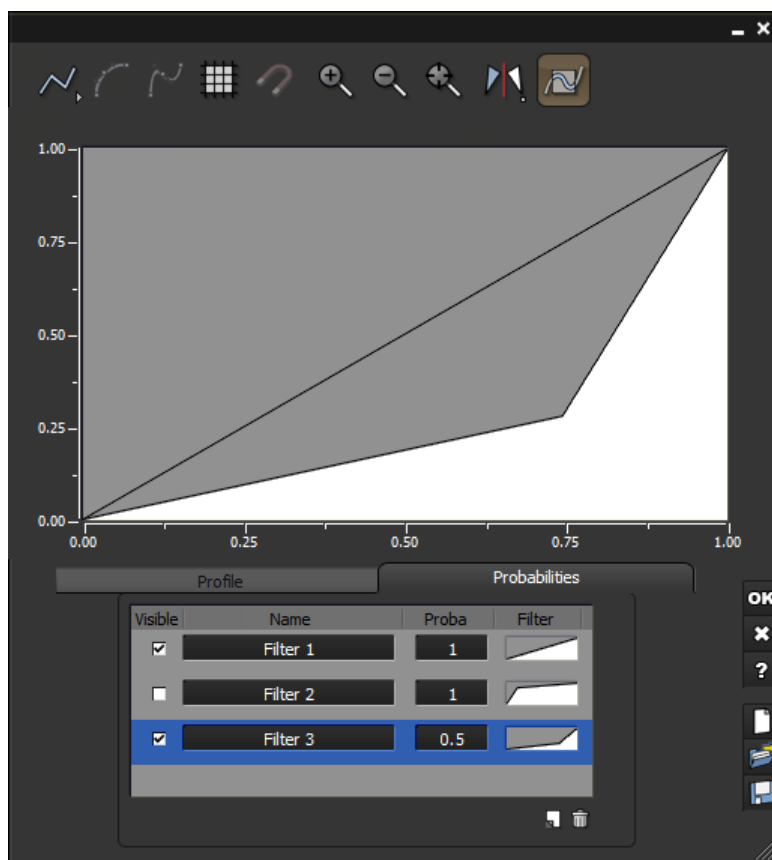 1.00
0.75
0.50
0.25
0.00
0.00 0.25 0.50 0.75 1.00
Profile Probabilities
OK
Visible Name Proba Filter
Filter 1 1
?
Filter 2 1
Filter 3 0.5